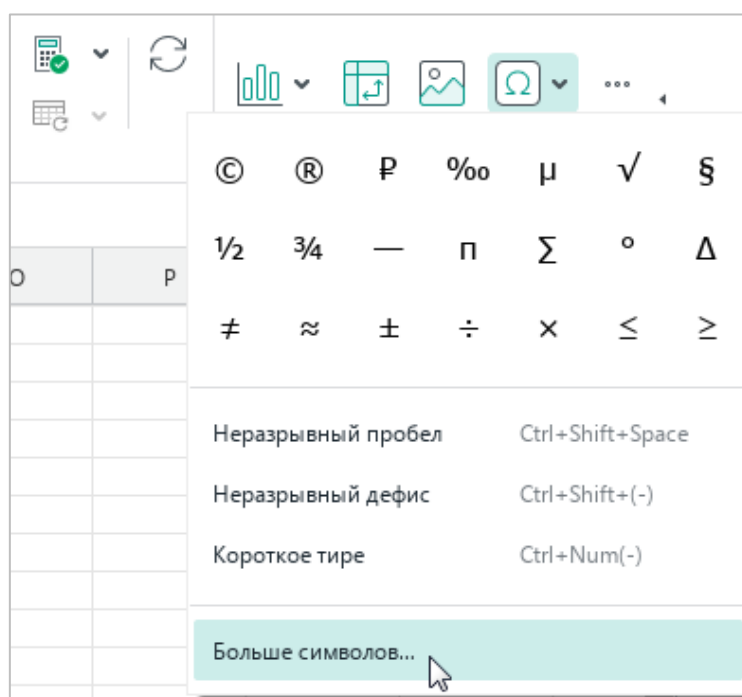 Ω
© ® ₽ ‰ µ √ §
½ ¾ — п Σ ° Δ
≠ ≈ ± ÷ × ≤ ≥
O P
Неразрывный пробел Ctrl+Shift+Space
Неразрывный дефис Ctrl+Shift+(-)
Короткое тире Ctrl+Num(-)
Больше символов...